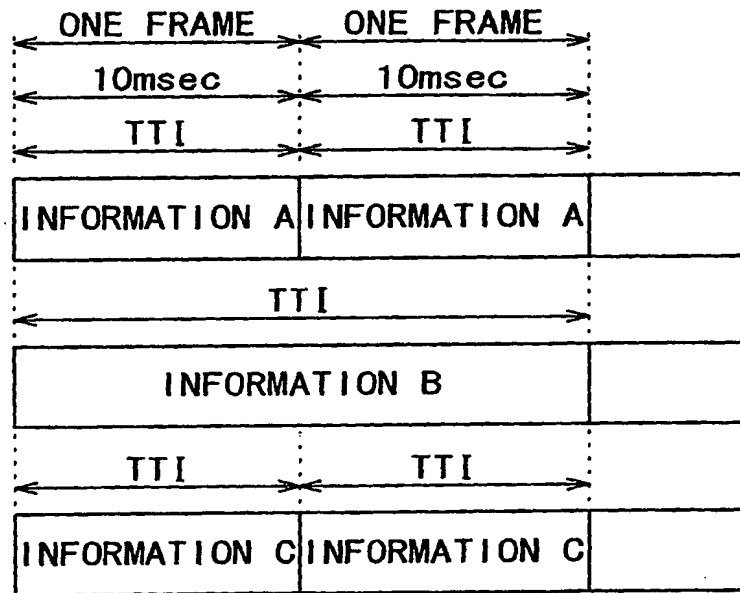 ONE FRAME ONE FRAME
10msec 10msec
TTI TTI
INFORMATION A INFORMATION A
TTI
INFORMATION B
TTI TTI
INFORMATION C INFORMATION C